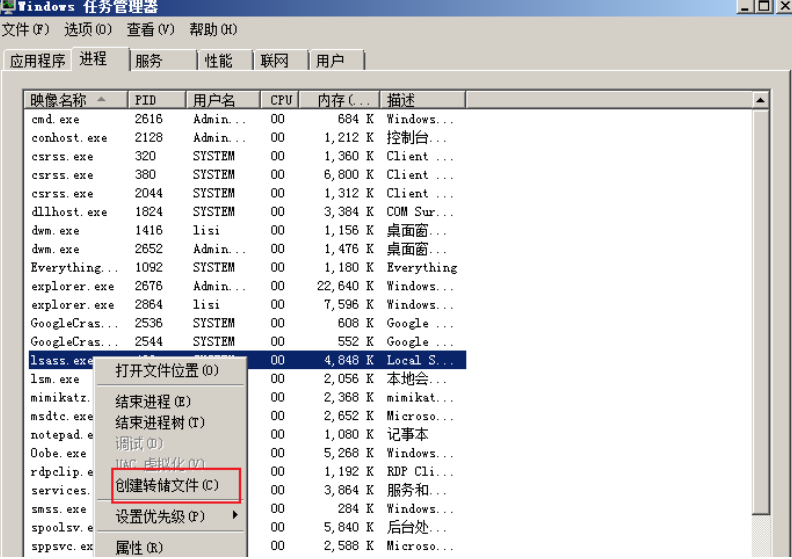 Windows 任务管理器
文件(F) 选项(O) 查看(V) 帮助(H)
应用程序 进程 服务 性能 联网 用户
映像名称 PID 用户名 CPU 内存(... 描述
cmd.exe 2616 Admin... 00 684 K Windows...
conhost.exe 2128 Admin... 00 1,212 K 控制台...
csrss.exe 320 SYSTEM 00 1,360 K Client ...
csrss.exe 380 SYSTEM 00 6,800 K Client ...
csrss.exe 2044 SYSTEM 00 1,312 K Client ...
dllhost.exe 1824 SYSTEM 00 3,384 K COM Sur...
dwm.exe 1416 lisi 00 1,156 K 桌面窗...
dwm.exe 2652 Admin... 00 1,476 K 桌面窗...
Everything... 1092 SYSTEM 00 1,180 K Everything
explorer.exe 2676 Admin... 00 22,640 K Windows...
explorer.exe 2864 lisi 00 7,596 K Windows...
GoogleCras... 2536 SYSTEM 00 608 K Google ...
GoogleCras... 2544 SYSTEM 00 552 K Google ...
lsass.exe 00 4,848 K Local S...
打开文件位置(O)
lsm.exe 00 2,056 K 本地会...
mimikatz. 00 2,368 K mimikat...
结束进程(E)
msdtc.exe 00 2,652 K Microso...
结束进程树(T)
notepad.e 00 1,080 K 记事本
调试(D)
Oobe.exe 00 5,268 K Windows...
UAC 虚拟化(V)
rdpclip.e 00 1,192 K RDP Cli...
创建转储文件(C)
services. 00 3,864 K 服务和...
smss.exe 00 284 K Windows...
设置优先级(P)
spoolsv.e 00 5,840 K 后台处...
sppsvc.ex 00 2,588 K Microso...
属性(R)